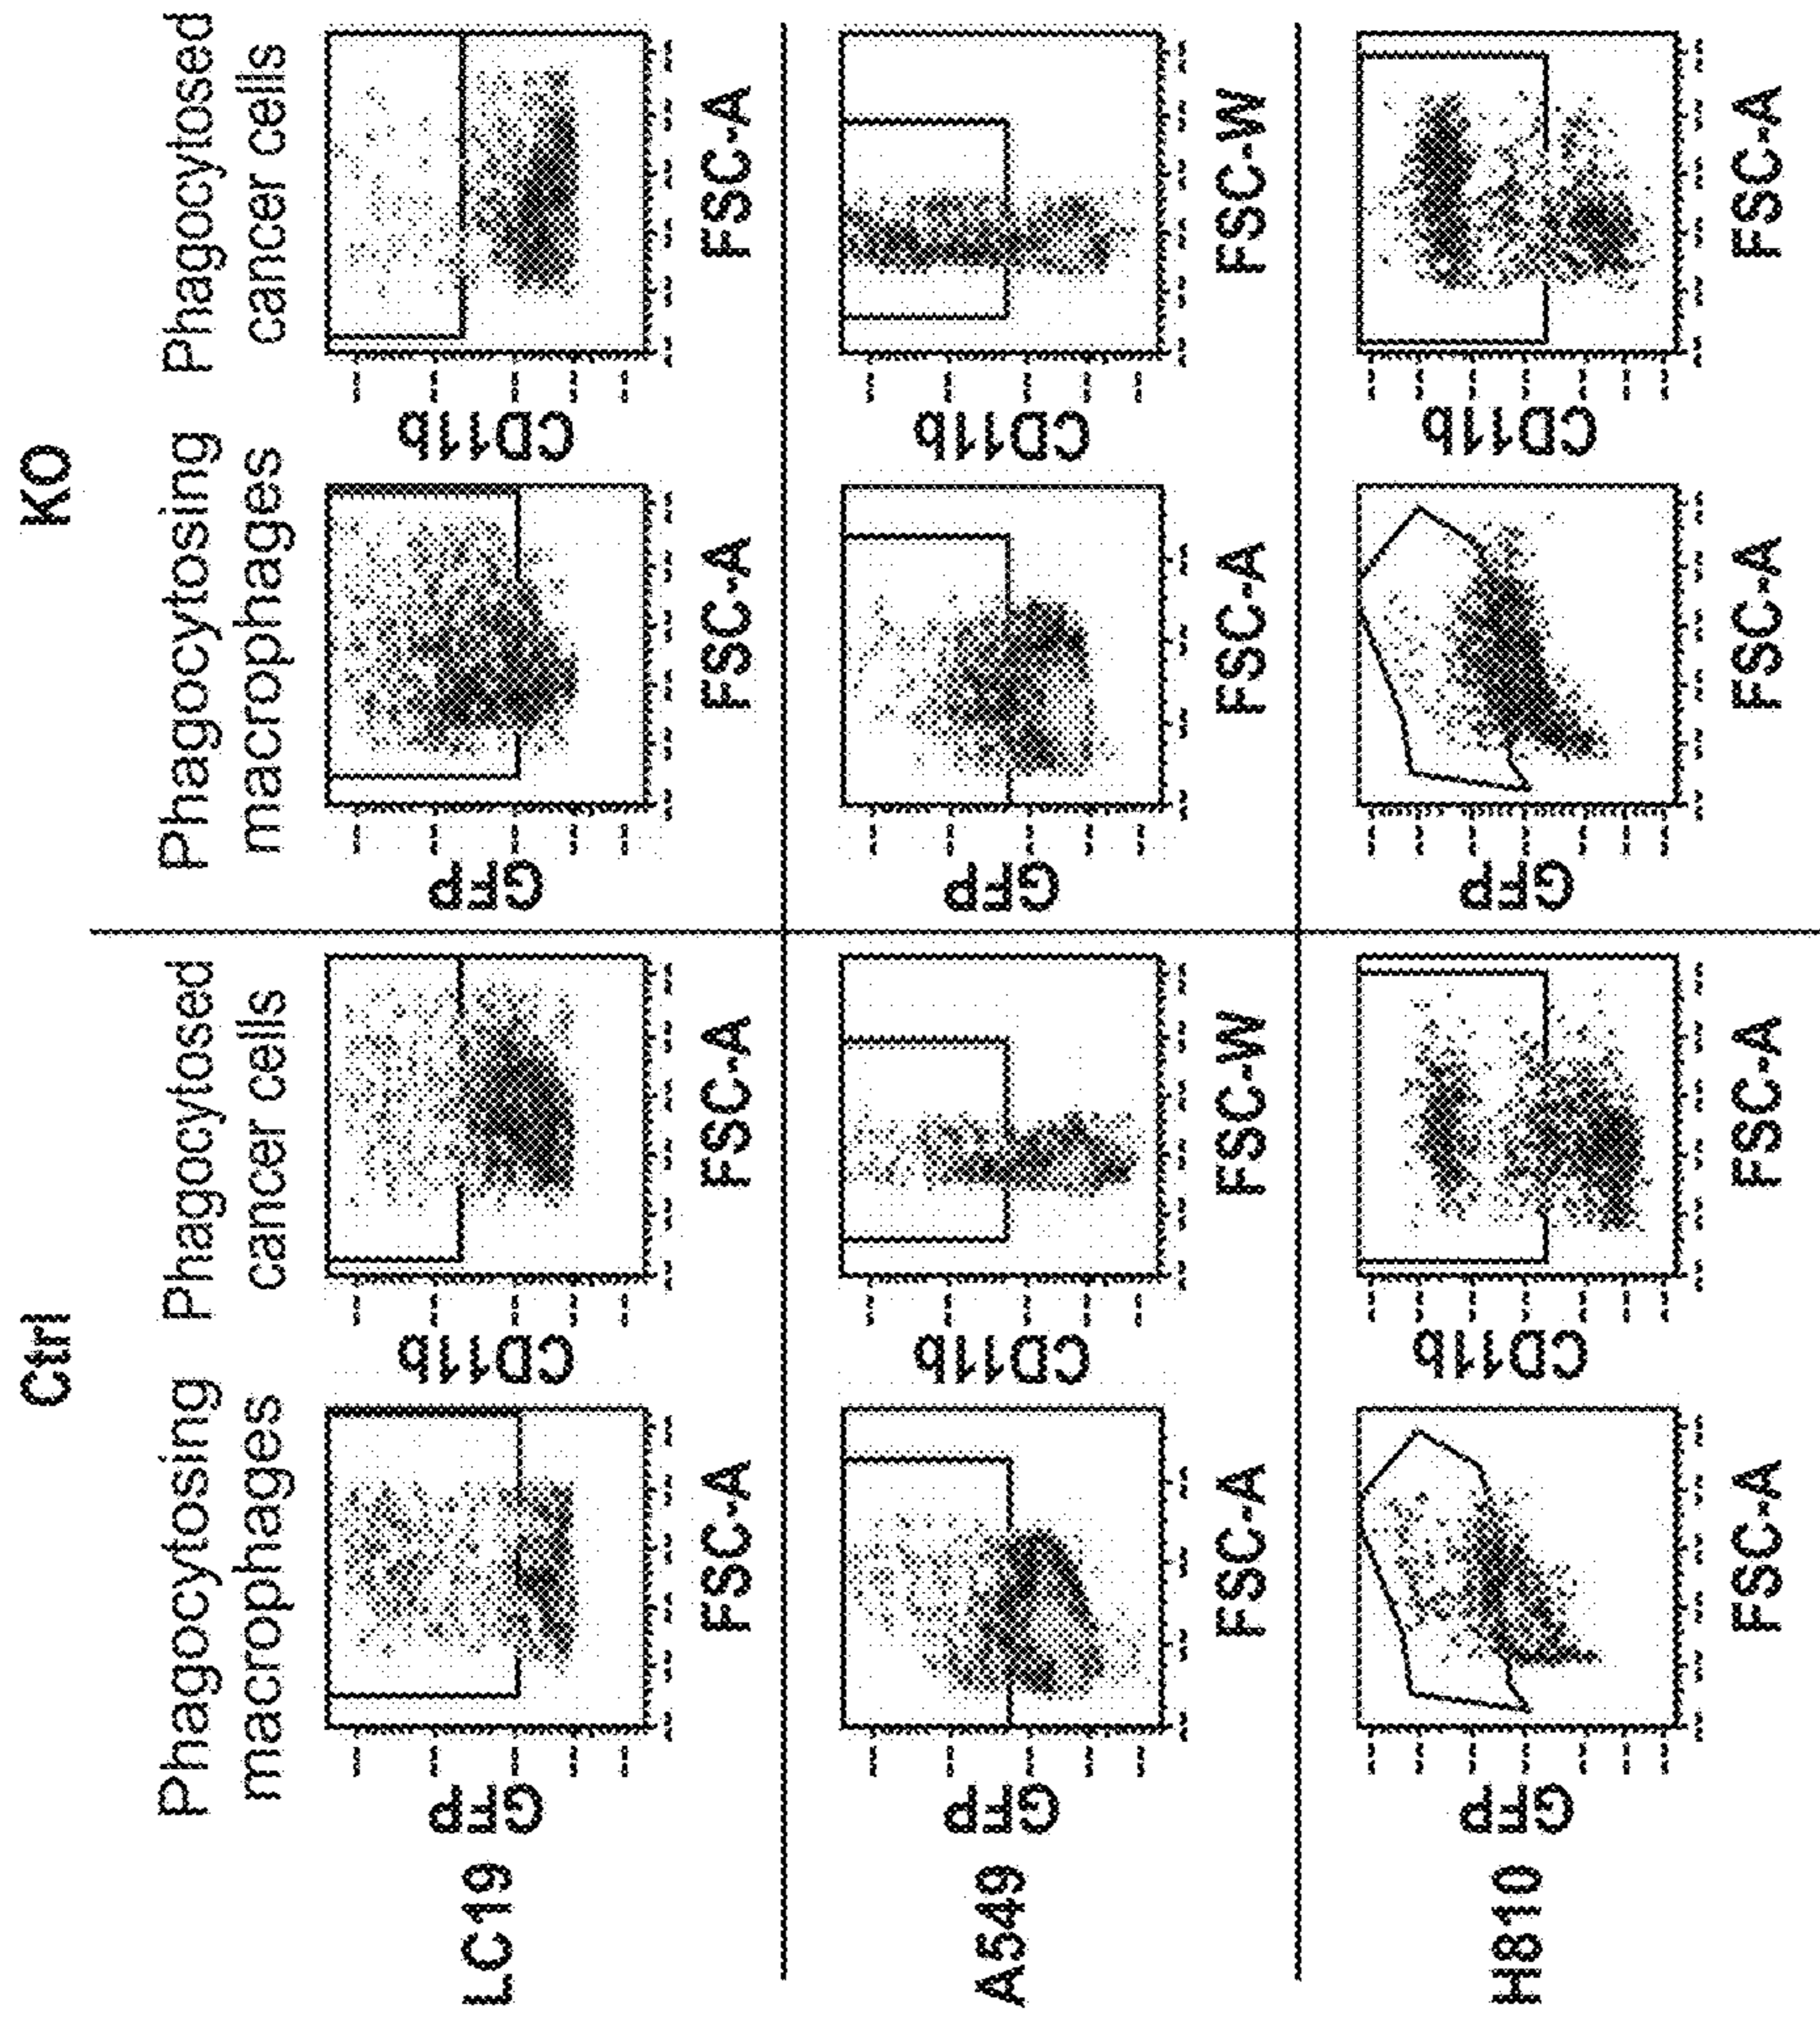 Ctrl
KO
Phagocytosing
macrophages
Phagocytosed
cancer cells
Phagocytosing
macrophages
Phagocytosed
cancer cells
LC19
GFP
FSC-A
CD11b
FSC-A
GFP
FSC-A
CD11b
FSC-A
A549
GFP
FSC-A
CD11b
FSC-W
GFP
FSC-A
CD11b
FSC-W
H810
GFP
FSC-A
CD11b
FSC-A
GFP
FSC-A
CD11b
FSC-A